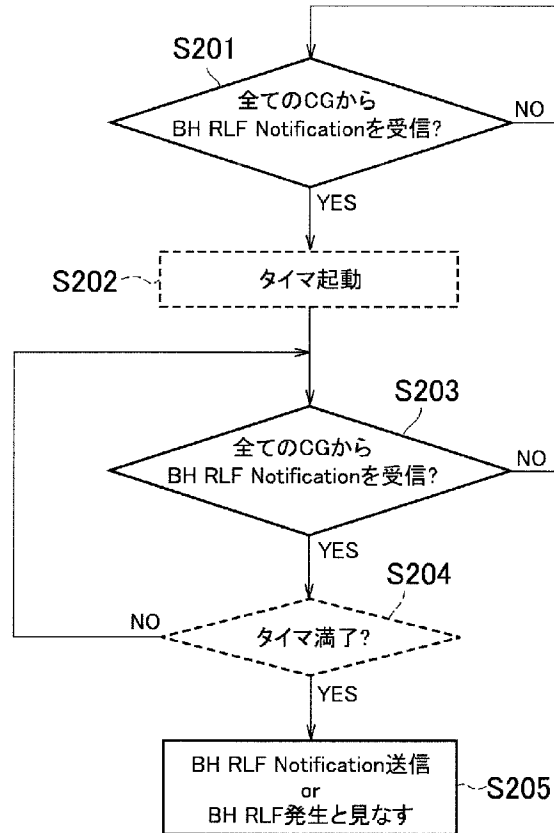 S201
全てのCGから
BH RLF Notificationを受信?
NO
YES
S202
タイマ起動
S203
全てのCGから
BH RLF Notificationを受信?
NO
YES
S204
NO
タイマ満了?
YES
BH RLF Notification送信
or
BH RLF発生と見なす
S205